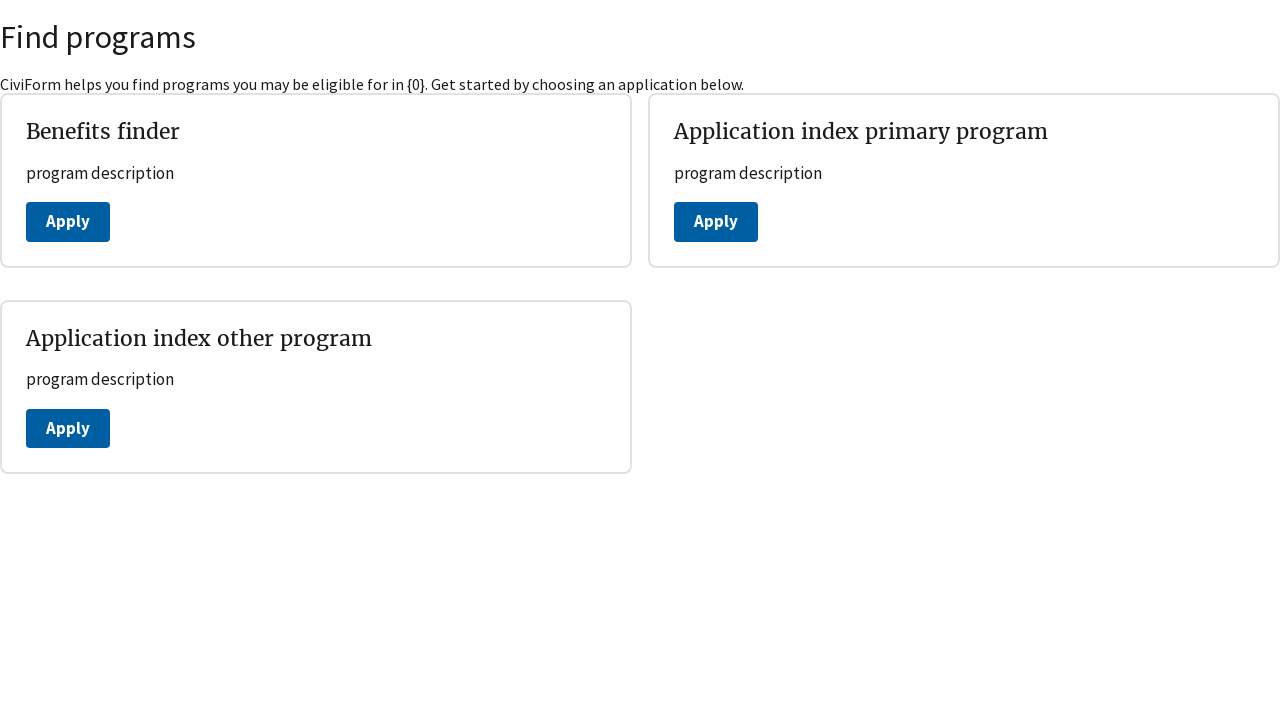 Find programs
CiviForm helps you find programs you may be eligible for in {0}. Get started by choosing an application below.
Benefits finder
program description
Apply
Application index primary program
program description
Apply
Application index other program
program description
Apply